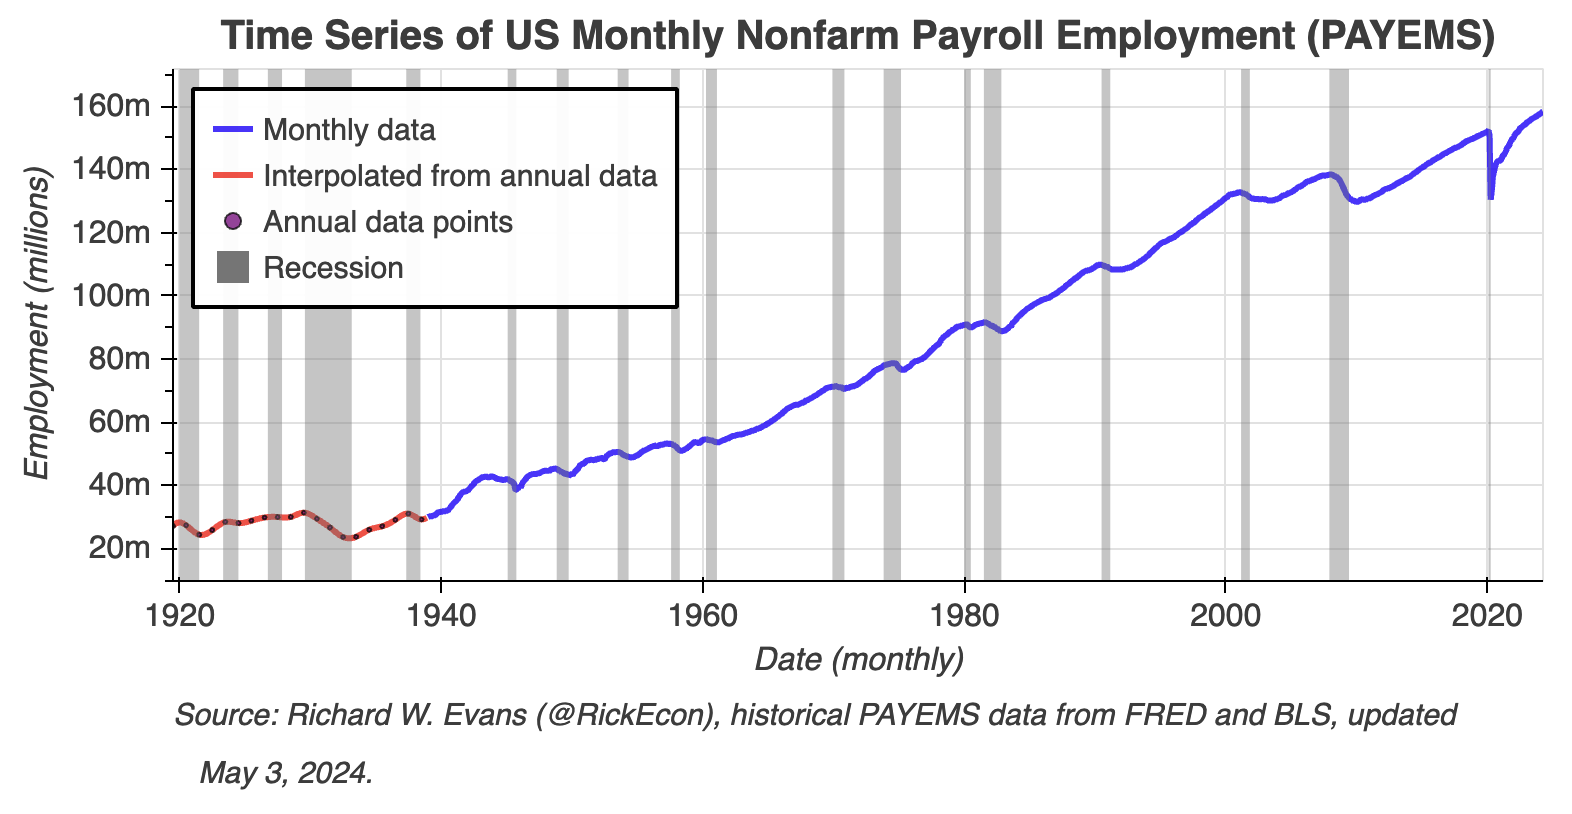 Time Series of US Monthly Nonfarm Payroll Employment (PAYEMS)
Monthly data
Interpolated from annual data
Annual data points
Recession
Employment (millions)
160m
140m
120m
100m
80m
60m
40m
20m
1920
1940
1960
1980
2000
2020
Date (monthly)
Source: Richard W. Evans (@RickEcon), historical PAYEMS data from FRED and BLS, updated
May 3, 2024.